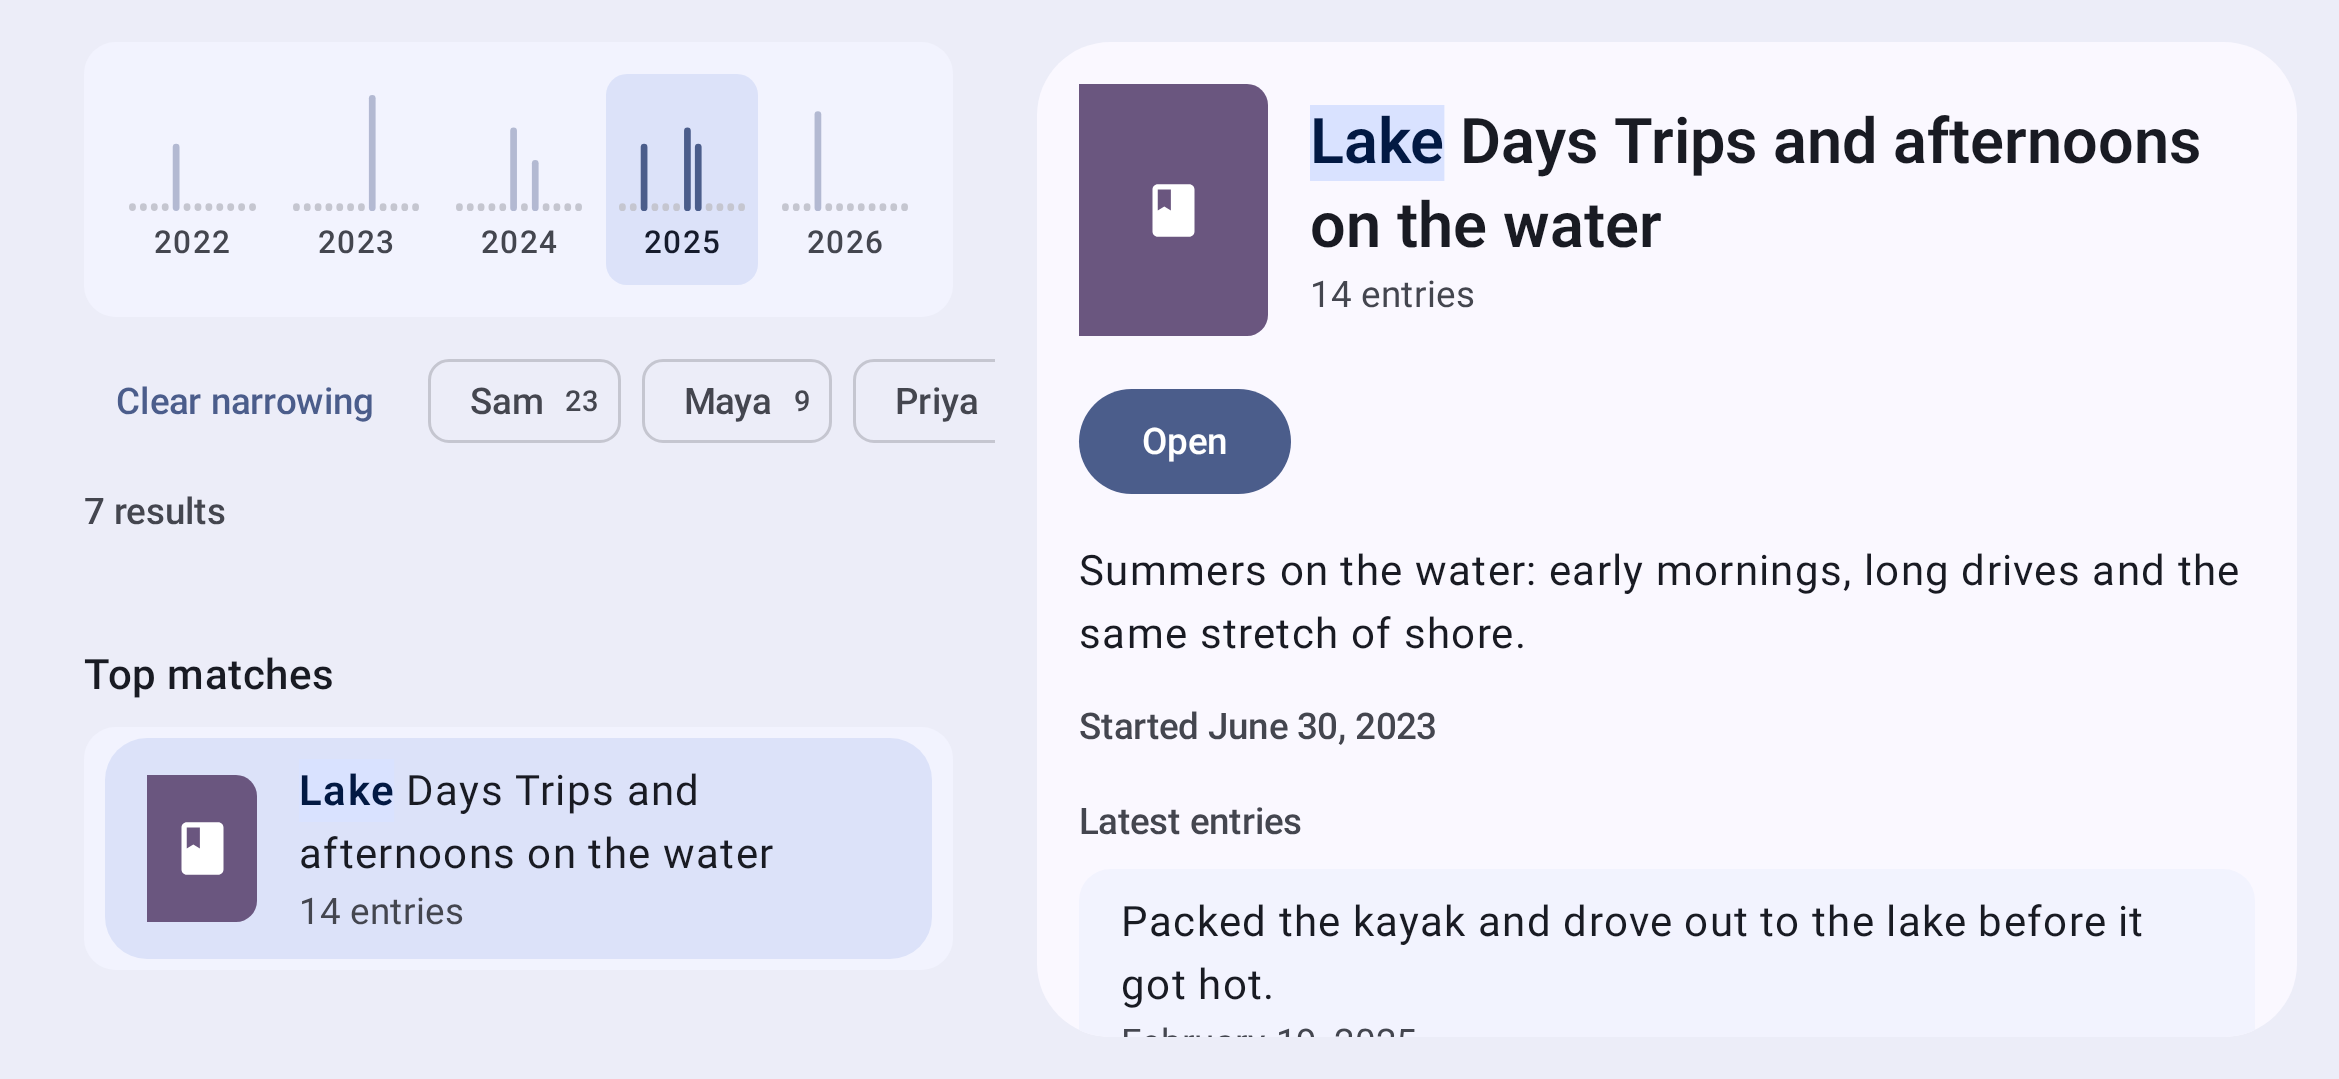 2022 2023 2024 2025 2026
Clear narrowing Sam 23 Maya 9 Priya
7 results
Top matches
Lake Days Trips and
afternoons on the water
14 entries
Lake Days Trips and afternoons
on the water
14 entries
Open
Summers on the water: early mornings, long drives and the
same stretch of shore.
Started June 30, 2023
Latest entries
Packed the kayak and drove out to the lake before it
got hot.
February